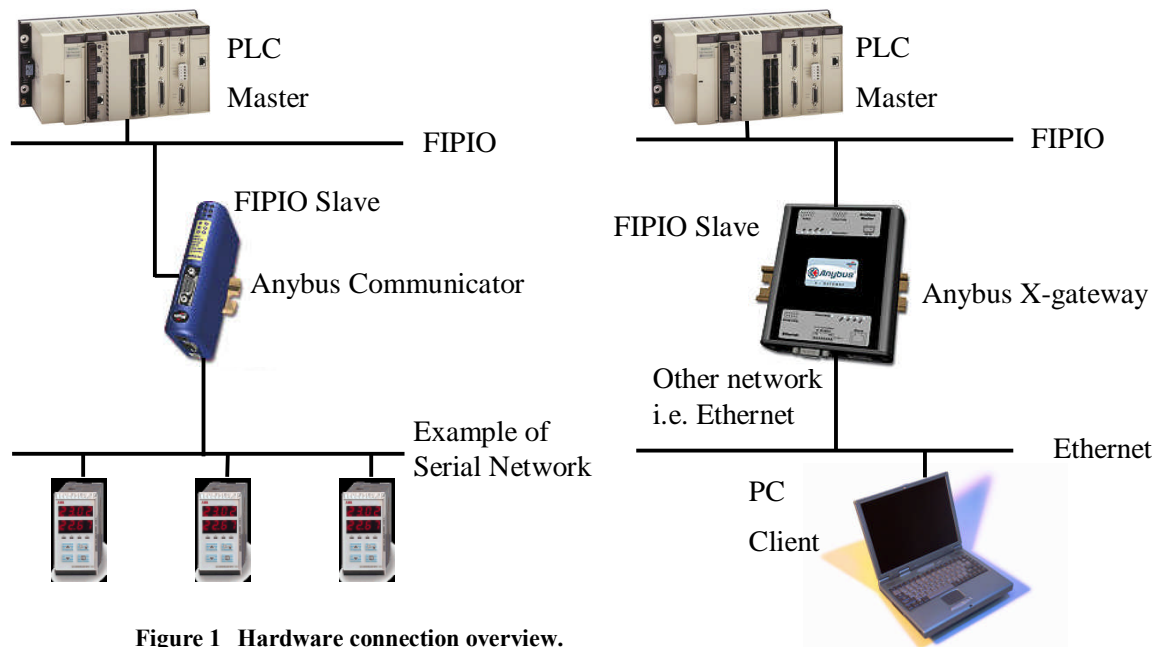 PLC
Master
FIPIO
FIPIO Slave
Anybus Communicator
Example of
Serial Network
PLC
Master
FIPIO
FIPIO Slave
Anybus
Anybus X-gateway
Other network
i.e. Ethernet
Ethernet
PC
Client
Figure 1 Hardware connection overview.